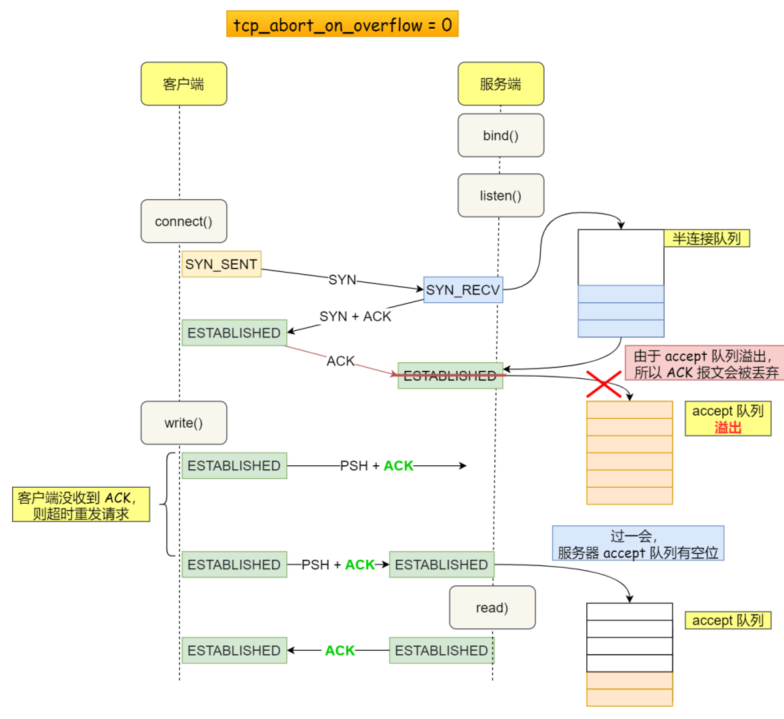 tcp_abort_on_overflow = 0
客户端
服务端
bind()
listen()
connect()
半连接队列
SYN_SENT
SYN
SYN_RECV
SYN + ACK
ESTABLISHED
由于 accept 队列溢出，
所以 ACK 报文会被丢弃
ACK
ESTABLISHED
accept 队列
溢出
write()
ESTABLISHED
PSH + ACK
客户端没收到 ACK，
则超时重发请求
过一会，
服务器 accept 队列有空位
ESTABLISHED
PSH + ACK
ESTABLISHED
read)
accept 队列
ESTABLISHED
ACK
ESTABLISHED